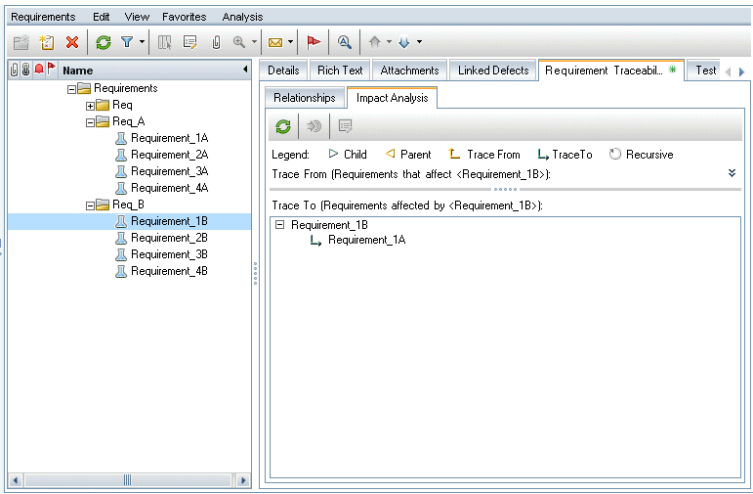 Requirements Edit View Favorites Analysis
Name
Requirements
Req
Req_A
Requirement_1A
Requirement_2A
Requirement_3A
Requirement_4A
Req_B
Requirement_1B
Requirement_2B
Requirement_3B
Requirement_4B
Details Rich Text Attachments Linked Defects Requirement Traceabil... * Test
Relationships Impact Analysis
Legend: Child Parent Trace From TraceTo Recursive
Trace From (Requirements that affect <Requirement_1B>):
Trace To (Requirements affected by <Requirement_1B>):
Requirement_1B
Requirement_1A